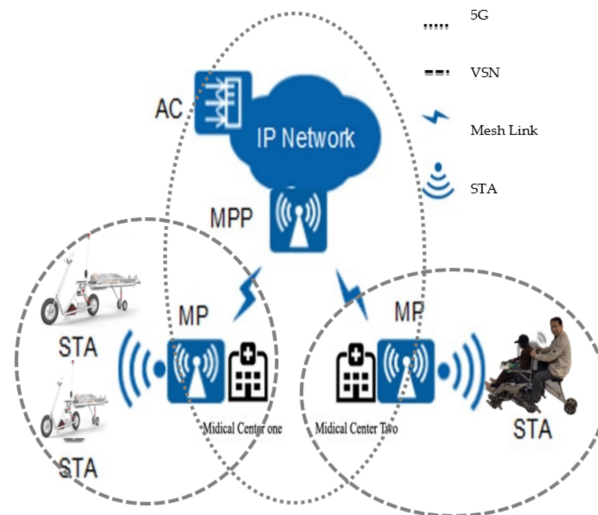 5G
VSN
Mesh Link
STA
AC
IP Network
MPP
MP
MP
STA
Midical Center one
Midical Center Two
STA
STA